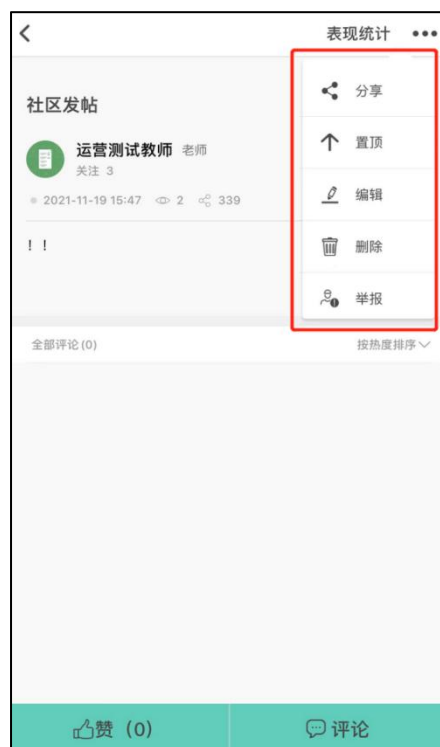 表现统计
分享
社区发帖
置顶
运营测试教师 老师
关注 3
编辑
2021-11-19 15:47 2 339
删除
！！
举报
全部评论(0) 按热度排序
赞（0） 评论